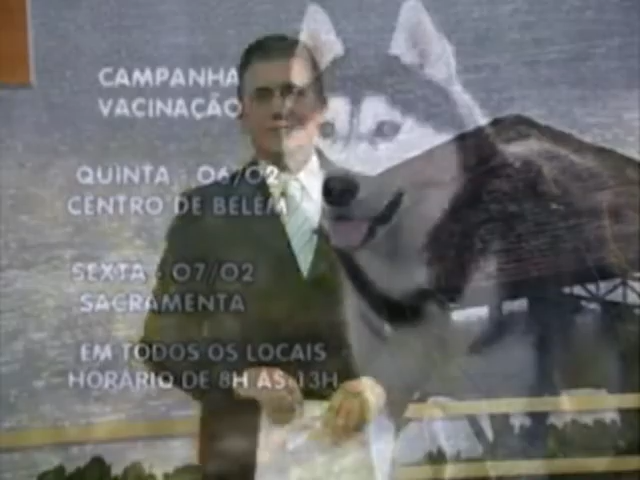 CAMPANHA
VACINAÇÃO
QUINTA : 06/02
CENTRO DE BELÉM
SEXTA : 07/02
SACRAMENTA
EM TODOS OS LOCAIS
HORÁRIO DE 8H ÀS 13H